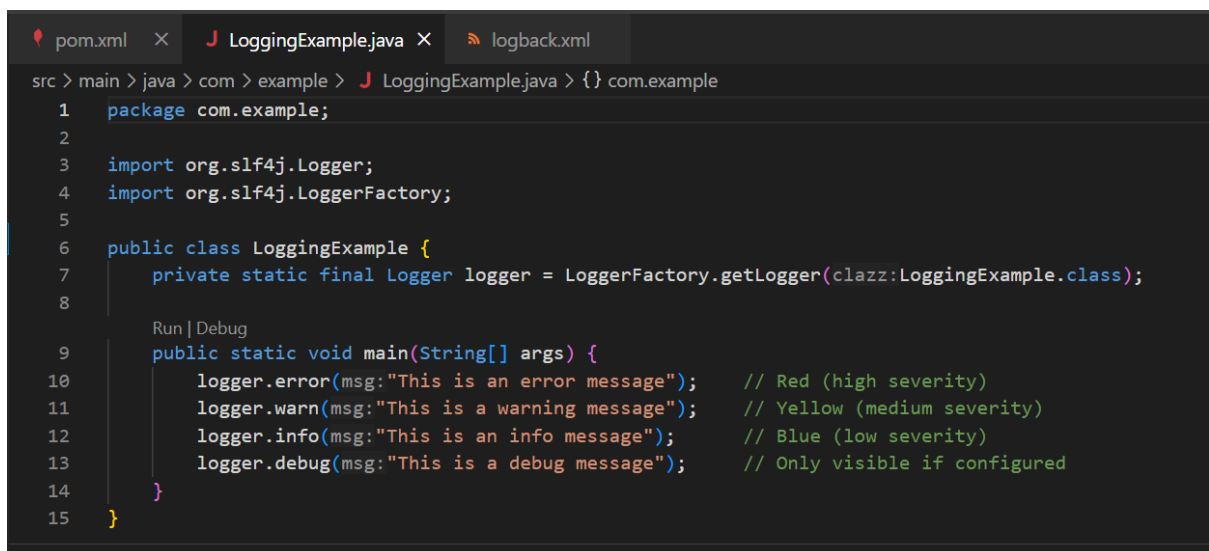 pom.xml × J LoggingExample.java × logback.xml
src > main > java > com > example > J LoggingExample.java > {} com.example
1 package com.example;
2
3 import org.slf4j.Logger;
4 import org.slf4j.LoggerFactory;
5
6 public class LoggingExample {
7 private static final Logger logger = LoggerFactory.getLogger(clazz:LoggingExample.class);
8
Run | Debug
9 public static void main(String[] args) {
10 logger.error(msg:"This is an error message"); // Red (high severity)
11 logger.warn(msg:"This is a warning message"); // Yellow (medium severity)
12 logger.info(msg:"This is an info message"); // Blue (low severity)
13 logger.debug(msg:"This is a debug message"); // Only visible if configured
14 }
15 }